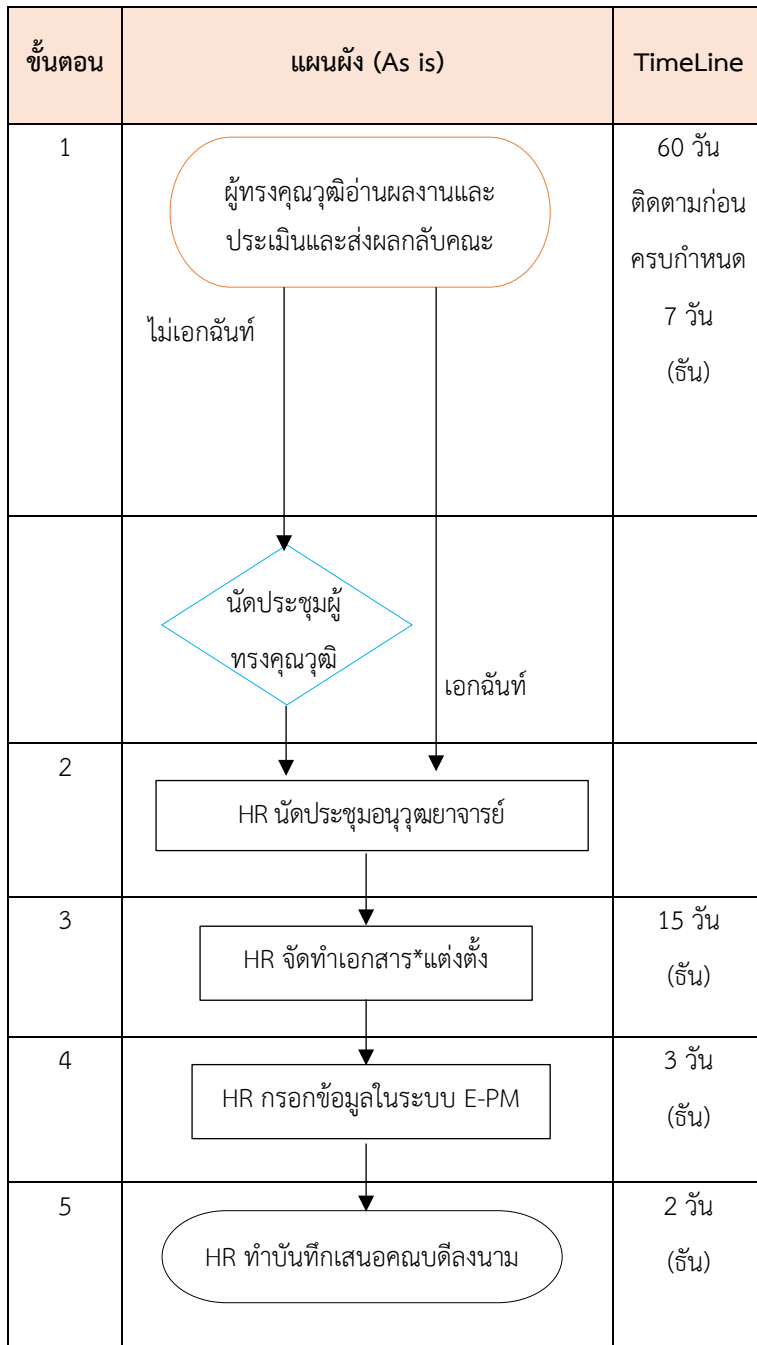 ขั้นตอน
แผนผัง (As is)
TimeLine
1
ผู้ทรงคุณวุฒิอ่านผลงานและ
ประเมินและส่งผลกลับคณะ
60 วัน
ติดตามก่อน
ครบกำหนด
7 วัน
(ธัน)
ไม่เอกฉันท์
นัดประชุมผู้
ทรงคุณวุฒิ
เอกฉันท์
2
HR นัดประชุมอนุวุฒยาจารย์
3
HR จัดทำเอกสาร*แต่งตั้ง
15 วัน
(ธัน)
4
HR กรอกข้อมูลในระบบ E-PM
3 วัน
(ธัน)
5
HR ทำบันทึกเสนอคณบดีลงนาม
2 วัน
(ธัน)